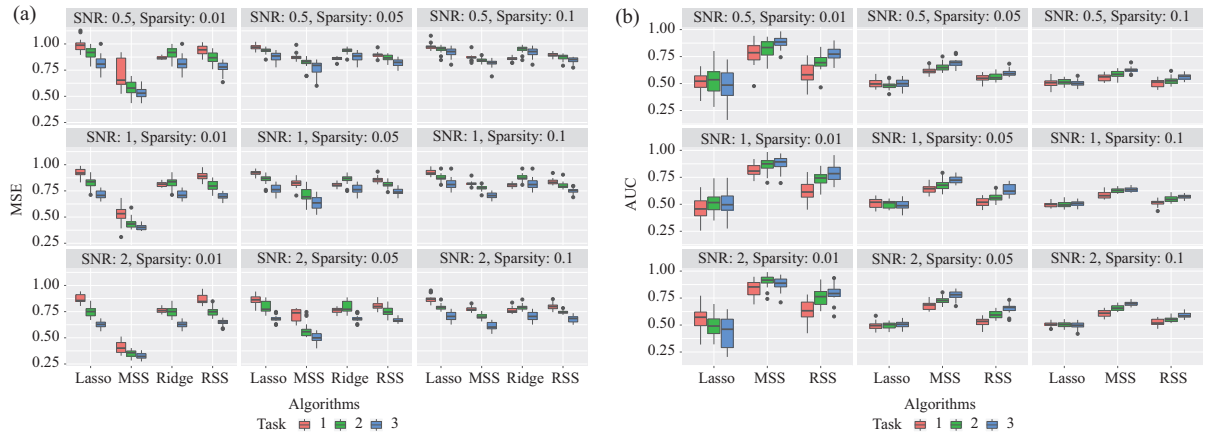 (a)
SNR: 0.5, Sparsity: 0.01 SNR: 0.5, Sparsity: 0.05 SNR: 0.5, Sparsity: 0.1
1.00
0.75
0.50
0.25
SNR: 1, Sparsity: 0.01 SNR: 1, Sparsity: 0.05 SNR: 1, Sparsity: 0.1
1.00
0.75
0.50
0.25
MSE
SNR: 2, Sparsity: 0.01 SNR: 2, Sparsity: 0.05 SNR: 2, Sparsity: 0.1
1.00
0.75
0.50
0.25
Lasso MSS Ridge RSS Lasso MSS Ridge RSS Lasso MSS Ridge RSS
Algorithms
Task 1 2 3
(b)
SNR: 0.5, Sparsity: 0.01 SNR: 0.5, Sparsity: 0.05 SNR: 0.5, Sparsity: 0.1
1.00
0.75
0.50
0.25
SNR: 1, Sparsity: 0.01 SNR: 1, Sparsity: 0.05 SNR: 1, Sparsity: 0.1
1.00
0.75
0.50
0.25
AUC
SNR: 2, Sparsity: 0.01 SNR: 2, Sparsity: 0.05 SNR: 2, Sparsity: 0.1
1.00
0.75
0.50
0.25
Lasso MSS RSS Lasso MSS RSS Lasso MSS RSS
Algorithms
Task 1 2 3